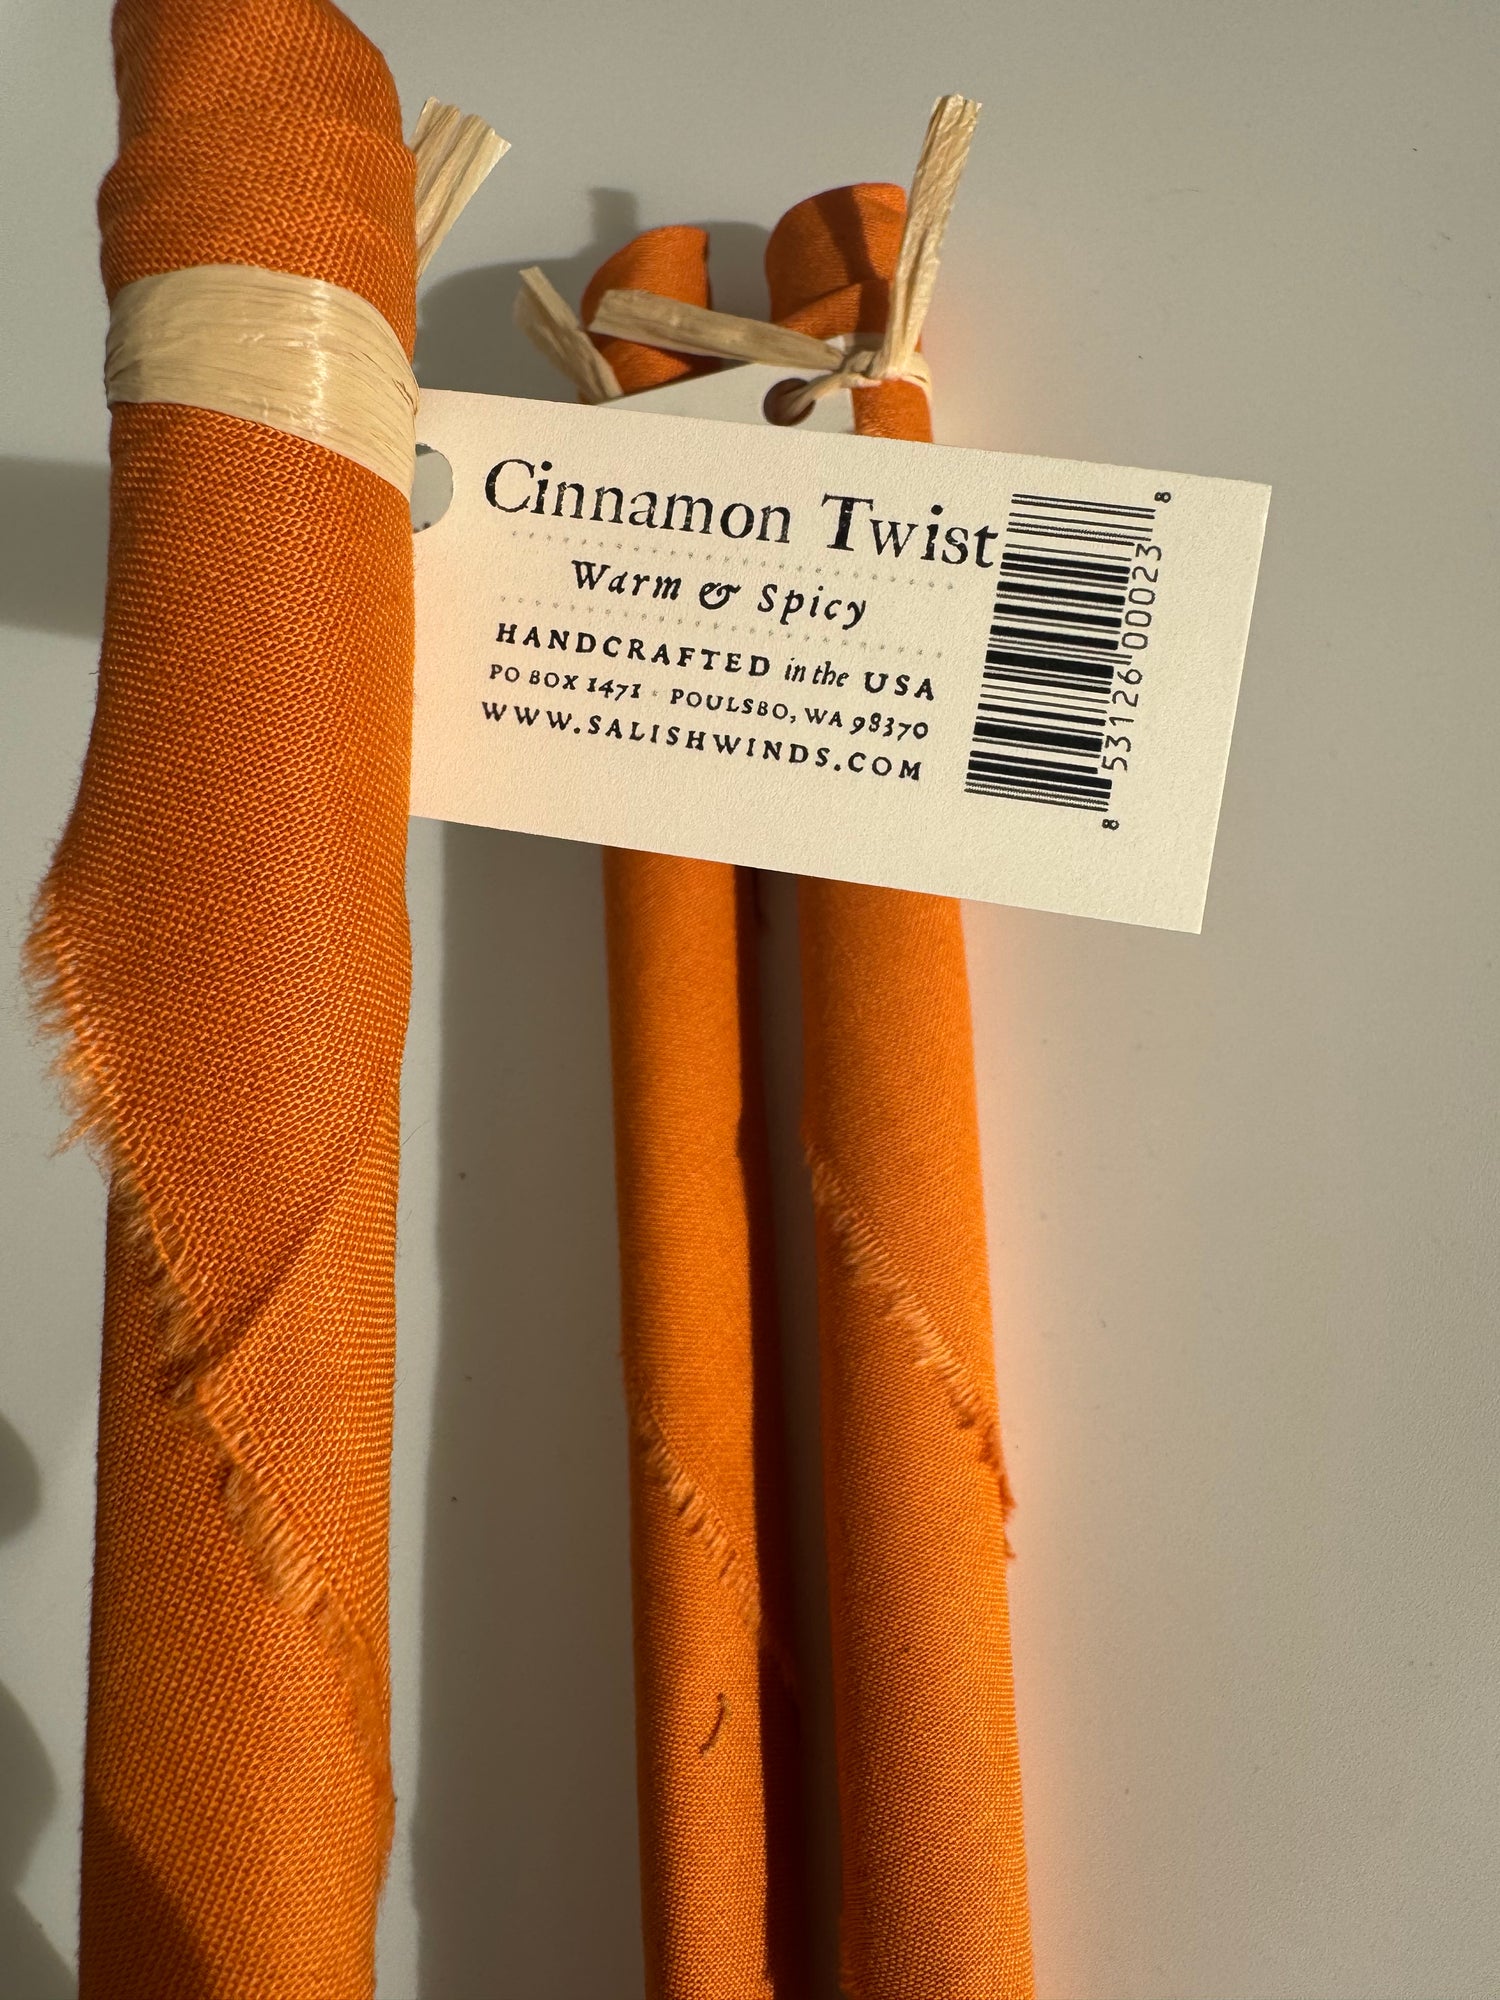 Cinnamon Twist
Warm & Spicy
HANDCRAFTED in the USA
PO BOX 1471 • POULSBO, WA 98370
WWW.SALISHWINDS.COM
8 53126 00023 8